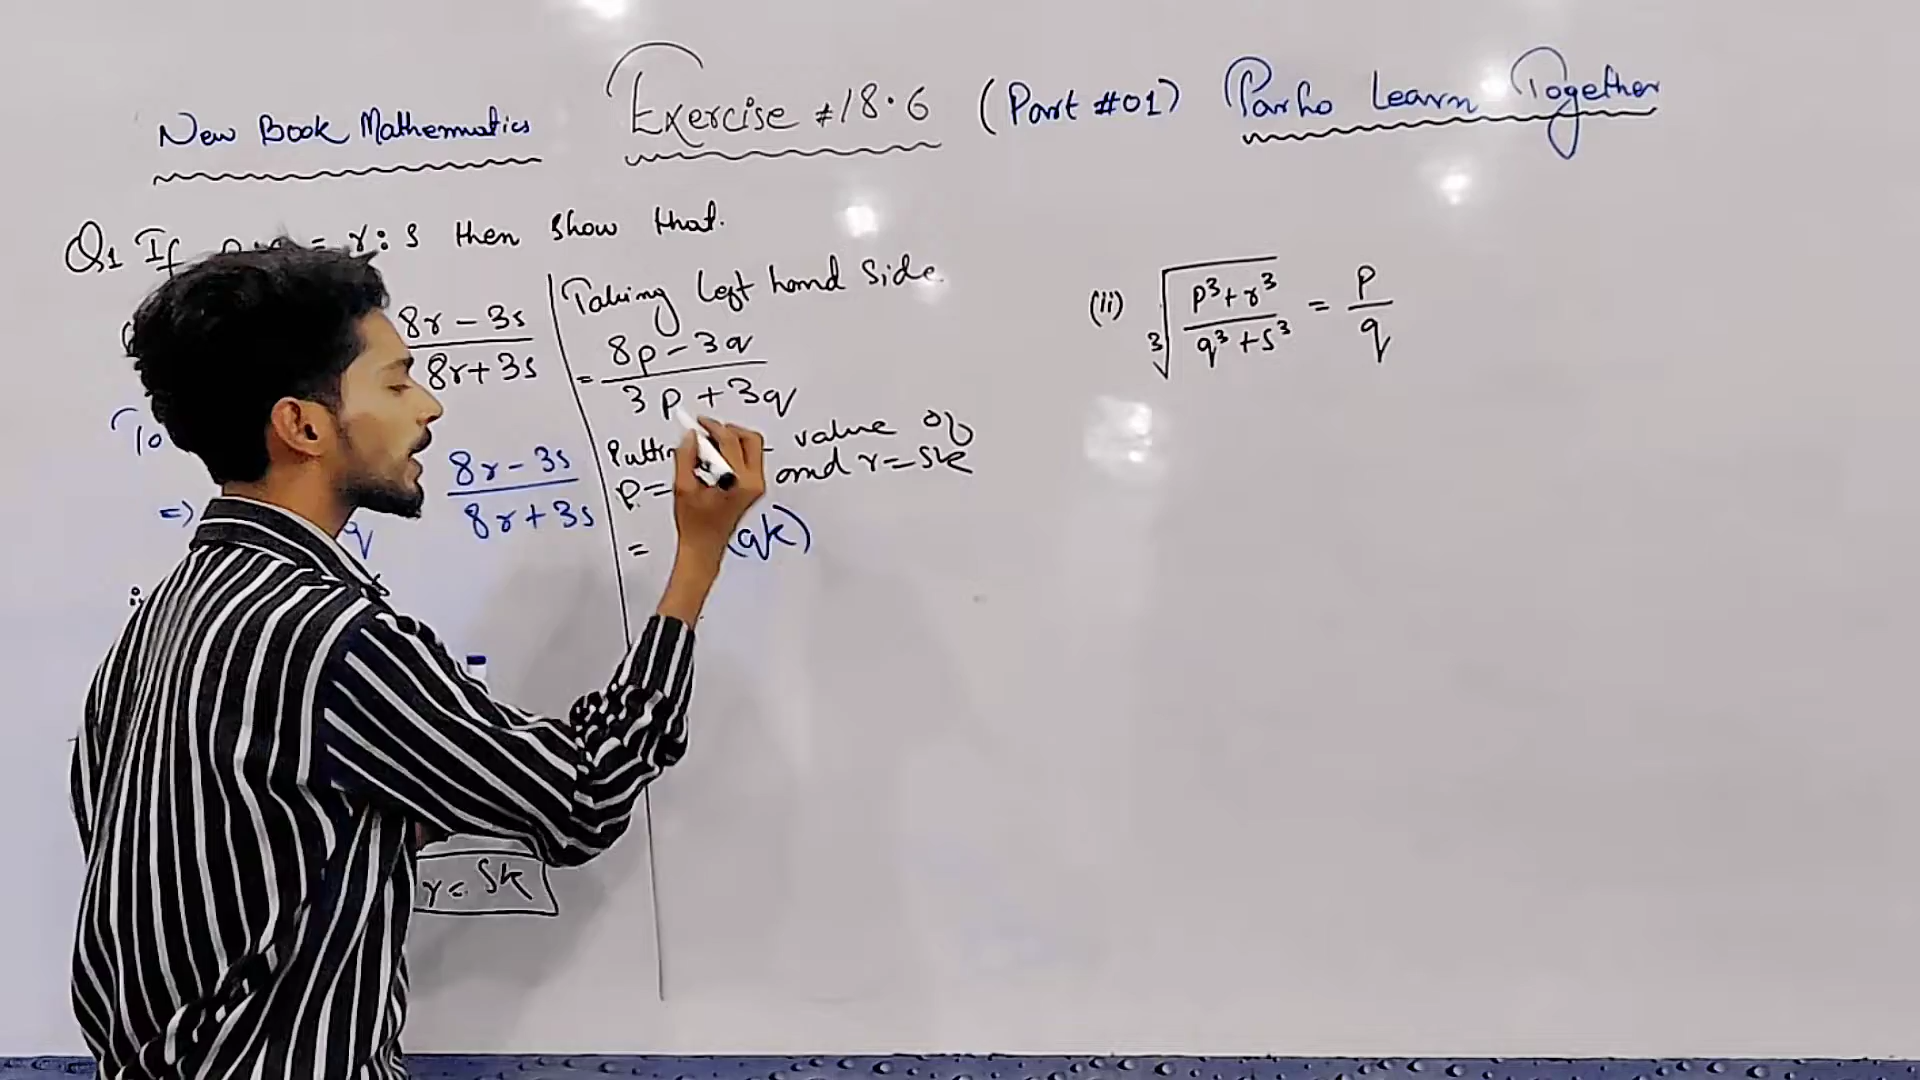 New Book Mathematics Exercise #18.6 (Part #01) Parho Learn Together
Q1 If = r:s then show that.
8r-3s
8r+3s
To
=> 8r-3s
q 8r+3s
r= sk
Taking left hand side
8p-3q
=
3p+3q
value of
p= and r=sk
= (qk)
(ii) ∛(p³+r³ / q³+s³) = p/q